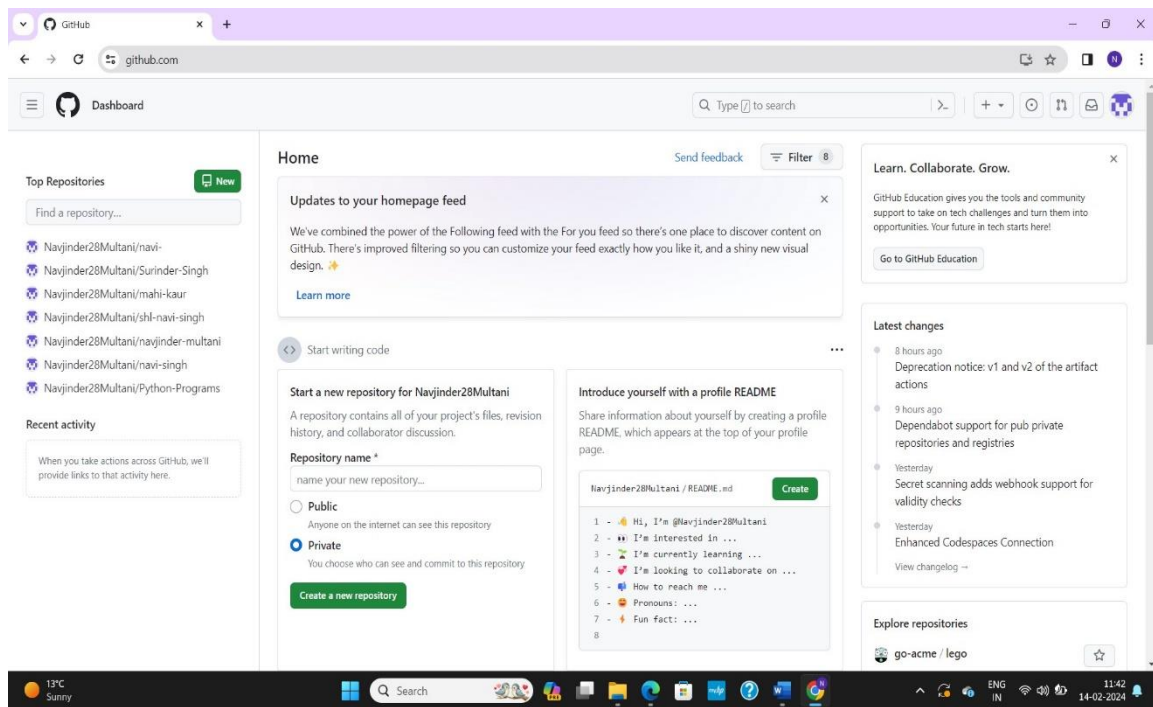 GitHub
github.com
Dashboard
Type / to search
Top Repositories
New
Find a repository...
Navjinder28Multani/navi-
Navjinder28Multani/Surinder-Singh
Navjinder28Multani/mahi-kaur
Navjinder28Multani/shl-navi-singh
Navjinder28Multani/navjinder-multani
Navjinder28Multani/navi-singh
Navjinder28Multani/Python-Programs
Recent activity
When you take actions across GitHub, we'll
provide links to that activity here.
Home
Send feedback
Filter 8
Updates to your homepage feed
We've combined the power of the Following feed with the For you feed so there's one place to discover content on
GitHub. There's improved filtering so you can customize your feed exactly how you like it, and a shiny new visual
design. ✨
Learn more
Start writing code
Start a new repository for Navjinder28Multani
A repository contains all of your project's files, revision
history, and collaborator discussion.
Repository name *
name your new repository...
Public
Anyone on the internet can see this repository
Private
You choose who can see and commit to this repository
Create a new repository
Introduce yourself with a profile README
Share information about yourself by creating a profile
README, which appears at the top of your profile
page.
Navjinder28Multani / README.md
Create
1 - 👋 Hi, I'm @Navjinder28Multani
2 - 👀 I'm interested in ...
3 - 🌱 I'm currently learning ...
4 - 💞️ I'm looking to collaborate on ...
5 - 📫 How to reach me ...
6 - 😄 Pronouns: ...
7 - ⚡ Fun fact: ...
8
Learn. Collaborate. Grow.
GitHub Education gives you the tools and community
support to take on tech challenges and turn them into
opportunities. Your future in tech starts here!
Go to GitHub Education
Latest changes
8 hours ago
Deprecation notice: v1 and v2 of the artifact
actions
9 hours ago
Dependabot support for pub private
repositories and registries
Yesterday
Secret scanning adds webhook support for
validity checks
Yesterday
Enhanced Codespaces Connection
View changelog →
Explore repositories
go-acme / lego
13°C
Sunny
Search
ENG
IN
11:42
14-02-2024